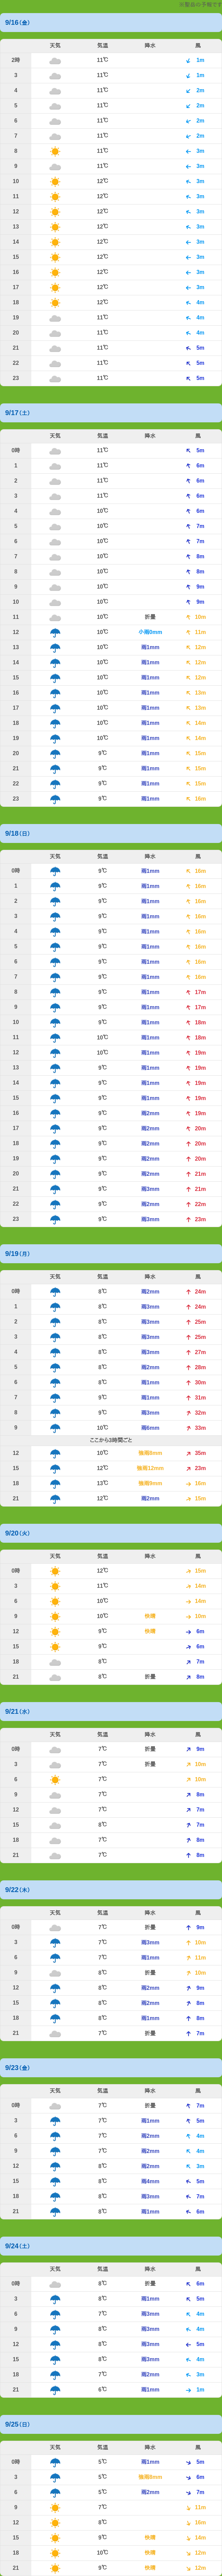 9/16（金）
天気 気温 降水 風
2時 11℃ 1m
3 11℃ 1m
4 11℃ 2m
5 11℃ 2m
6 11℃ 2m
7 11℃ 2m
8 11℃ 3m
9 11℃ 3m
10 12℃ 3m
11 12℃ 3m
12 12℃ 3m
13 12℃ 3m
14 12℃ 3m
15 12℃ 3m
16 12℃ 3m
17 12℃ 3m
18 12℃ 4m
19 11℃ 4m
20 11℃ 4m
21 11℃ 5m
22 11℃ 5m
23 11℃ 5m
9/17（土）
天気 気温 降水 風
0時 11℃ 5m
1 11℃ 6m
2 11℃ 6m
3 11℃ 6m
4 10℃ 6m
5 10℃ 7m
6 10℃ 7m
7 10℃ 8m
8 10℃ 8m
9 10℃ 9m
10 10℃ 9m
11 10℃ 折曇 10m
12 10℃ 小雨0mm 11m
13 10℃ 雨1mm 12m
14 10℃ 雨1mm 12m
15 10℃ 雨1mm 12m
16 10℃ 雨1mm 13m
17 10℃ 雨1mm 13m
18 10℃ 雨1mm 14m
19 10℃ 雨1mm 14m
20 9℃ 雨1mm 15m
21 9℃ 雨1mm 15m
22 9℃ 雨1mm 15m
23 9℃ 雨1mm 16m
9/18（日）
天気 気温 降水 風
0時 9℃ 雨1mm 16m
1 9℃ 雨1mm 16m
2 9℃ 雨1mm 16m
3 9℃ 雨1mm 16m
4 9℃ 雨1mm 16m
5 9℃ 雨1mm 16m
6 9℃ 雨1mm 16m
7 9℃ 雨1mm 16m
8 9℃ 雨1mm 17m
9 9℃ 雨1mm 17m
10 9℃ 雨1mm 18m
11 10℃ 雨1mm 18m
12 10℃ 雨1mm 19m
13 9℃ 雨1mm 19m
14 9℃ 雨1mm 19m
15 9℃ 雨1mm 19m
16 9℃ 雨2mm 19m
17 9℃ 雨2mm 20m
18 9℃ 雨2mm 20m
19 9℃ 雨2mm 20m
20 9℃ 雨2mm 21m
21 9℃ 雨3mm 21m
22 9℃ 雨2mm 22m
23 9℃ 雨3mm 23m
9/19（月）
天気 気温 降水 風
0時 8℃ 雨2mm 24m
1 8℃ 雨3mm 24m
2 8℃ 雨3mm 25m
3 8℃ 雨3mm 25m
4 8℃ 雨3mm 27m
5 8℃ 雨2mm 28m
6 8℃ 雨1mm 30m
7 9℃ 雨1mm 31m
8 9℃ 雨3mm 32m
9 10℃ 雨6mm 33m
ここから3時間ごと
12 10℃ 強雨8mm 35m
15 12℃ 強雨12mm 23m
18 13℃ 強雨8mm 16m
21 12℃ 雨2mm 15m
9/20（火）
天気 気温 降水 風
0時 12℃ 15m
3 11℃ 14m
6 10℃ 14m
9 10℃ 快晴 10m
12 9℃ 快晴 6m
15 9℃ 6m
18 8℃ 7m
21 8℃ 折曇 8m
9/21（水）
天気 気温 降水 風
0時 7℃ 折曇 9m
3 7℃ 折曇 10m
6 7℃ 10m
9 7℃ 8m
12 7℃ 7m
15 8℃ 7m
18 7℃ 8m
21 7℃ 8m
9/22（木）
天気 気温 降水 風
0時 7℃ 折曇 9m
3 7℃ 雨3mm 10m
6 7℃ 雨1mm 11m
9 8℃ 折曇 10m
12 8℃ 雨2mm 9m
15 8℃ 雨2mm 8m
18 8℃ 雨1mm 8m
21 7℃ 折曇 7m
9/23（金）
天気 気温 降水 風
0時 7℃ 折曇 7m
3 7℃ 雨1mm 5m
6 7℃ 雨2mm 4m
9 7℃ 雨2mm 4m
12 8℃ 雨2mm 3m
15 8℃ 雨4mm 5m
18 8℃ 雨3mm 7m
21 8℃ 雨1mm 6m
9/24（土）
天気 気温 降水 風
0時 8℃ 折曇 6m
3 8℃ 雨1mm 5m
6 7℃ 雨3mm 4m
9 8℃ 雨3mm 4m
12 8℃ 雨3mm 5m
15 8℃ 雨3mm 4m
18 7℃ 雨2mm 3m
21 6℃ 雨1mm 1m
9/25（日）
天気 気温 降水 風
0時 5℃ 雨1mm 5m
3 5℃ 強雨8mm 6m
6 5℃ 雨2mm 7m
9 7℃ 11m
12 8℃ 15m
15 9℃ 快晴 14m
18 10℃ 快晴 12m
21 9℃ 快晴 12m